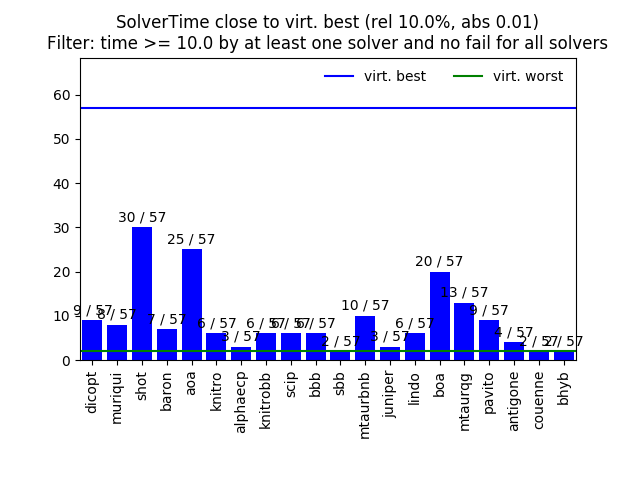 SolverTime close to virt. best (rel 10.0%, abs 0.01)
Filter: time >= 10.0 by at least one solver and no fail for all solvers
virt. best
virt. worst
60
50
40
30
20
10
0
9 / 57
8 / 57
30 / 57
7 / 57
25 / 57
6 / 57
3 / 57
6 / 57
6 / 57
6 / 57
2 / 57
10 / 57
3 / 57
6 / 57
20 / 57
13 / 57
9 / 57
4 / 57
2 / 57
2 / 57
dicopt
muriqui
shot
baron
aoa
knitro
alphaecp
knitrobb
scip
bbb
sbb
mtaurbnb
juniper
lindo
boa
mtaurqg
pavito
antigone
couenne
bhyb